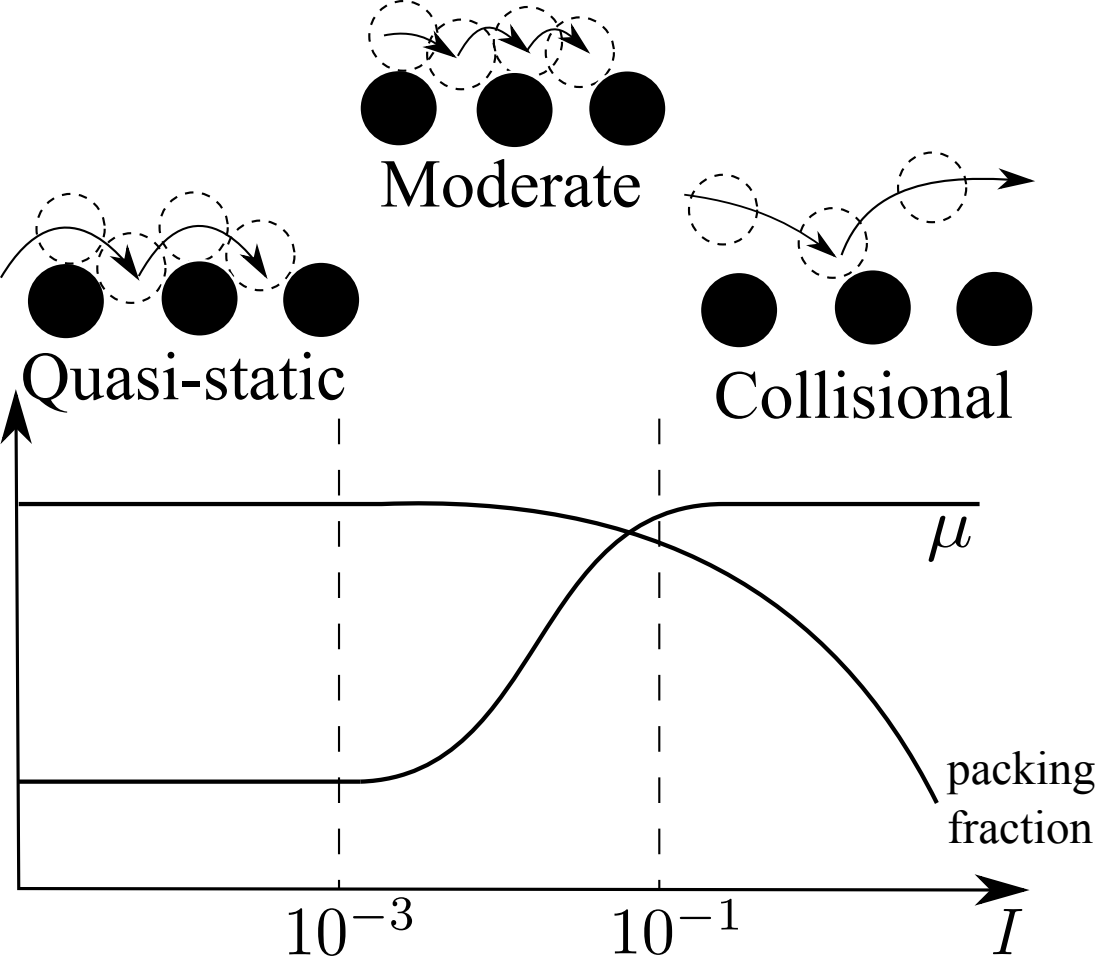 Moderate
Quasi-static
Collisional
μ
packing
fraction
10⁻³
10⁻¹
I